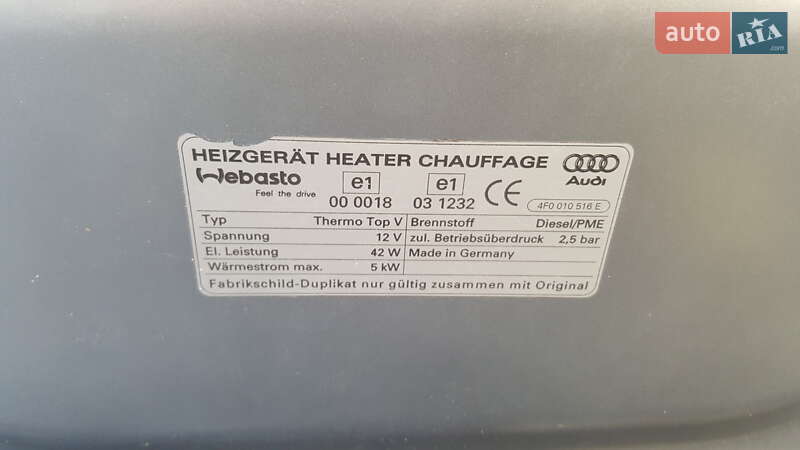 auto RIA .com
HEIZGERÄT HEATER CHAUFFAGE
Webasto e1 e1 CE Audi
Feel the drive 00 0018 03 1232 4F0 010 516 E
Typ Thermo Top V Brennstoff Diesel/PME
Spannung 12 V zul. Betriebsüberdruck 2,5 bar
El. Leistung 42 W Made in Germany
Wärmestrom max. 5 kW
Fabrikschild-Duplikat nur gültig zusammen mit Original